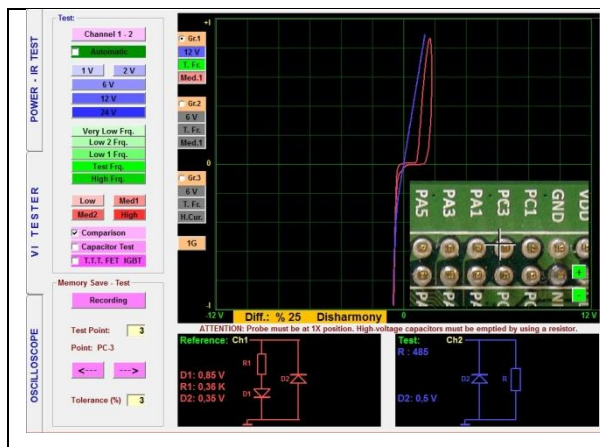 POWER - IR TEST
VI TESTER
OSCILLOSCOPE
Test:
Channel 1 - 2
Automatic
1 V
2 V
6 V
12 V
24 V
Very Low Frq.
Low 2 Frq.
Low 1 Frq.
Test Frq.
High Frq.
Low
Med1
Med2
High
Comparison
Capacitor Test
T.T.T. FET IGBT
Memory Save - Test
Recording
Test Point: 3
Point: PC-3
<---
--->
Tolerance (%) 3
Gr.1
12 V
T. Fr.
Med.1
Gr.2
6 V
T. Fr.
Med.1
Gr.3
6 V
T. Fr.
H.Cur.
1G
+I
0
-I
-12 V
0
12 V
PA5
PA3
PA1
PC3
PC1
GND
VDD
+
-
Diff.: % 25 Disharmony
ATTENTION: Probe must be at 1X position. High-voltage capacitors must be emptied by using a resistor.
Reference: Ch1
R1
D1
D2
D1: 0,85 V
R1: 0,36 K
D2: 0,35 V
Test: Ch2
R : 485
D2
R
D2: 0,5 V